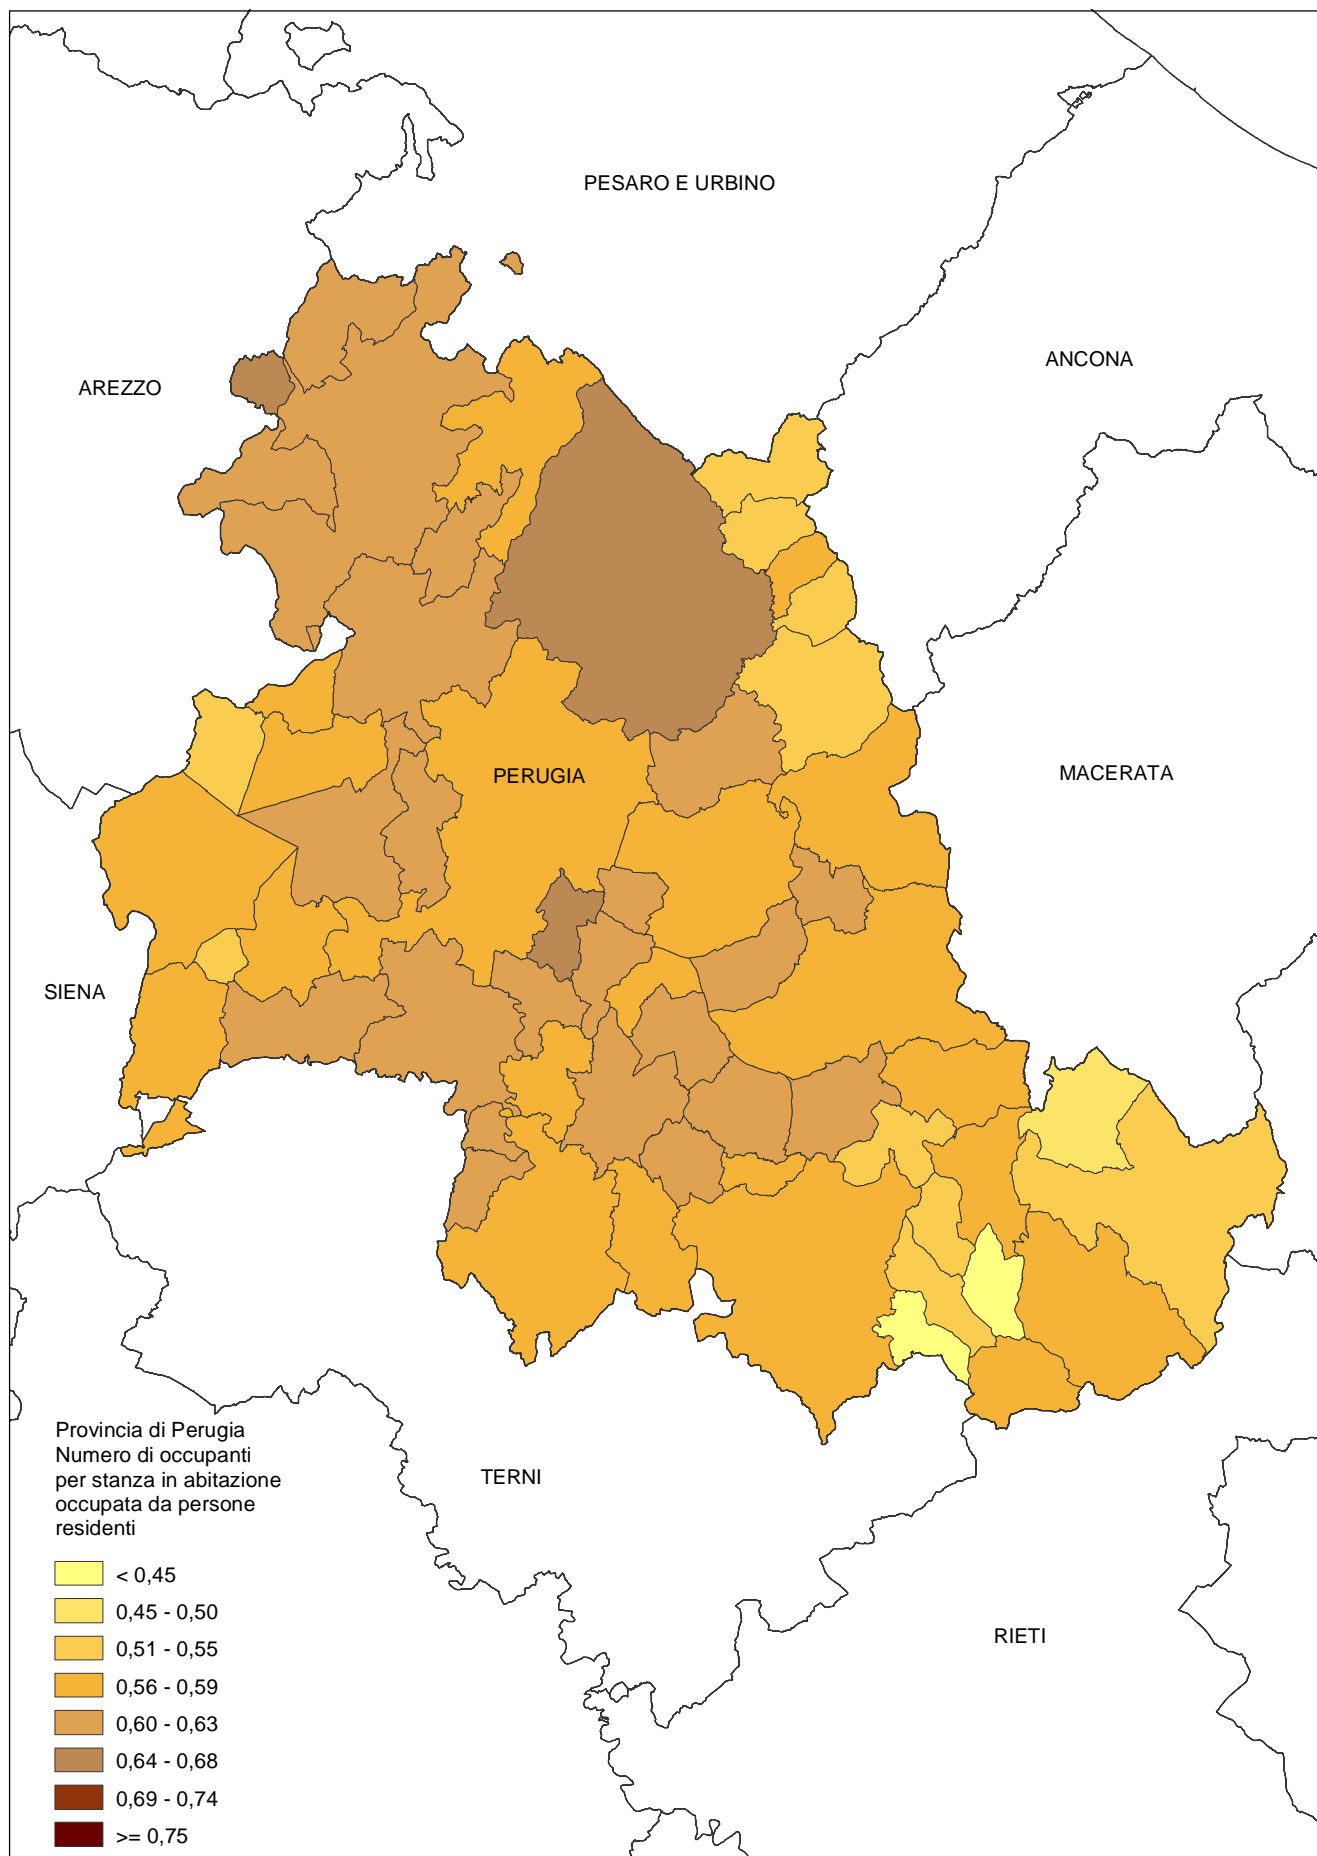 PESARO E URBINO
ANCONA
AREZZO
PERUGIA
MACERATA
SIENA
TERNI
RIETI
Provincia di Perugia
Numero di occupanti
per stanza in abitazione
occupata da persone
residenti
< 0,45
0,45 - 0,50
0,51 - 0,55
0,56 - 0,59
0,60 - 0,63
0,64 - 0,68
0,69 - 0,74
>= 0,75